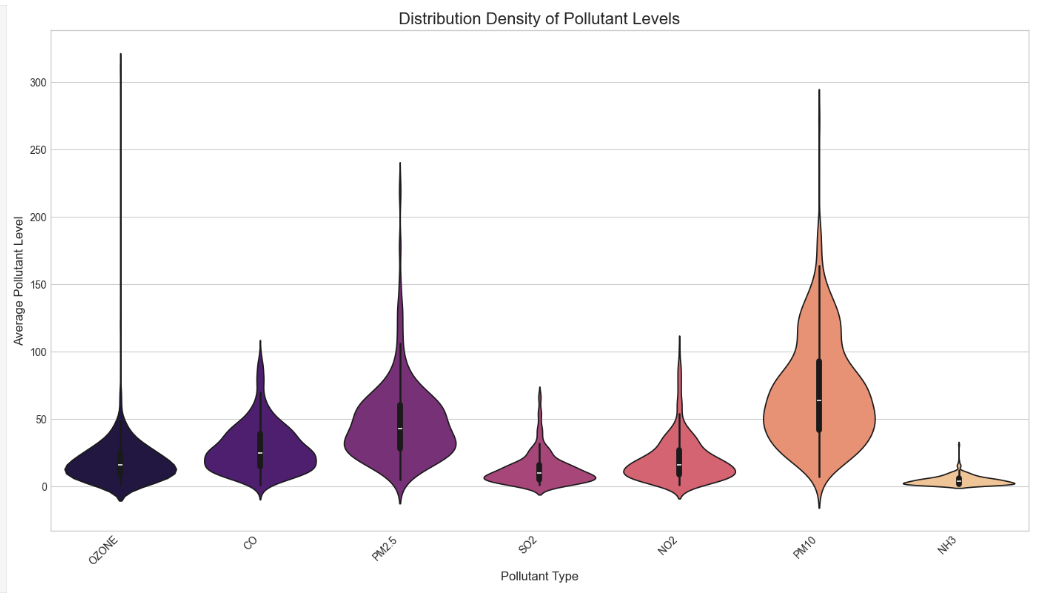 Distribution Density of Pollutant Levels
Average Pollutant Level
300
250
200
150
100
50
0
OZONE
CO
PM2.5
SO2
NO2
PM10
NH3
Pollutant Type